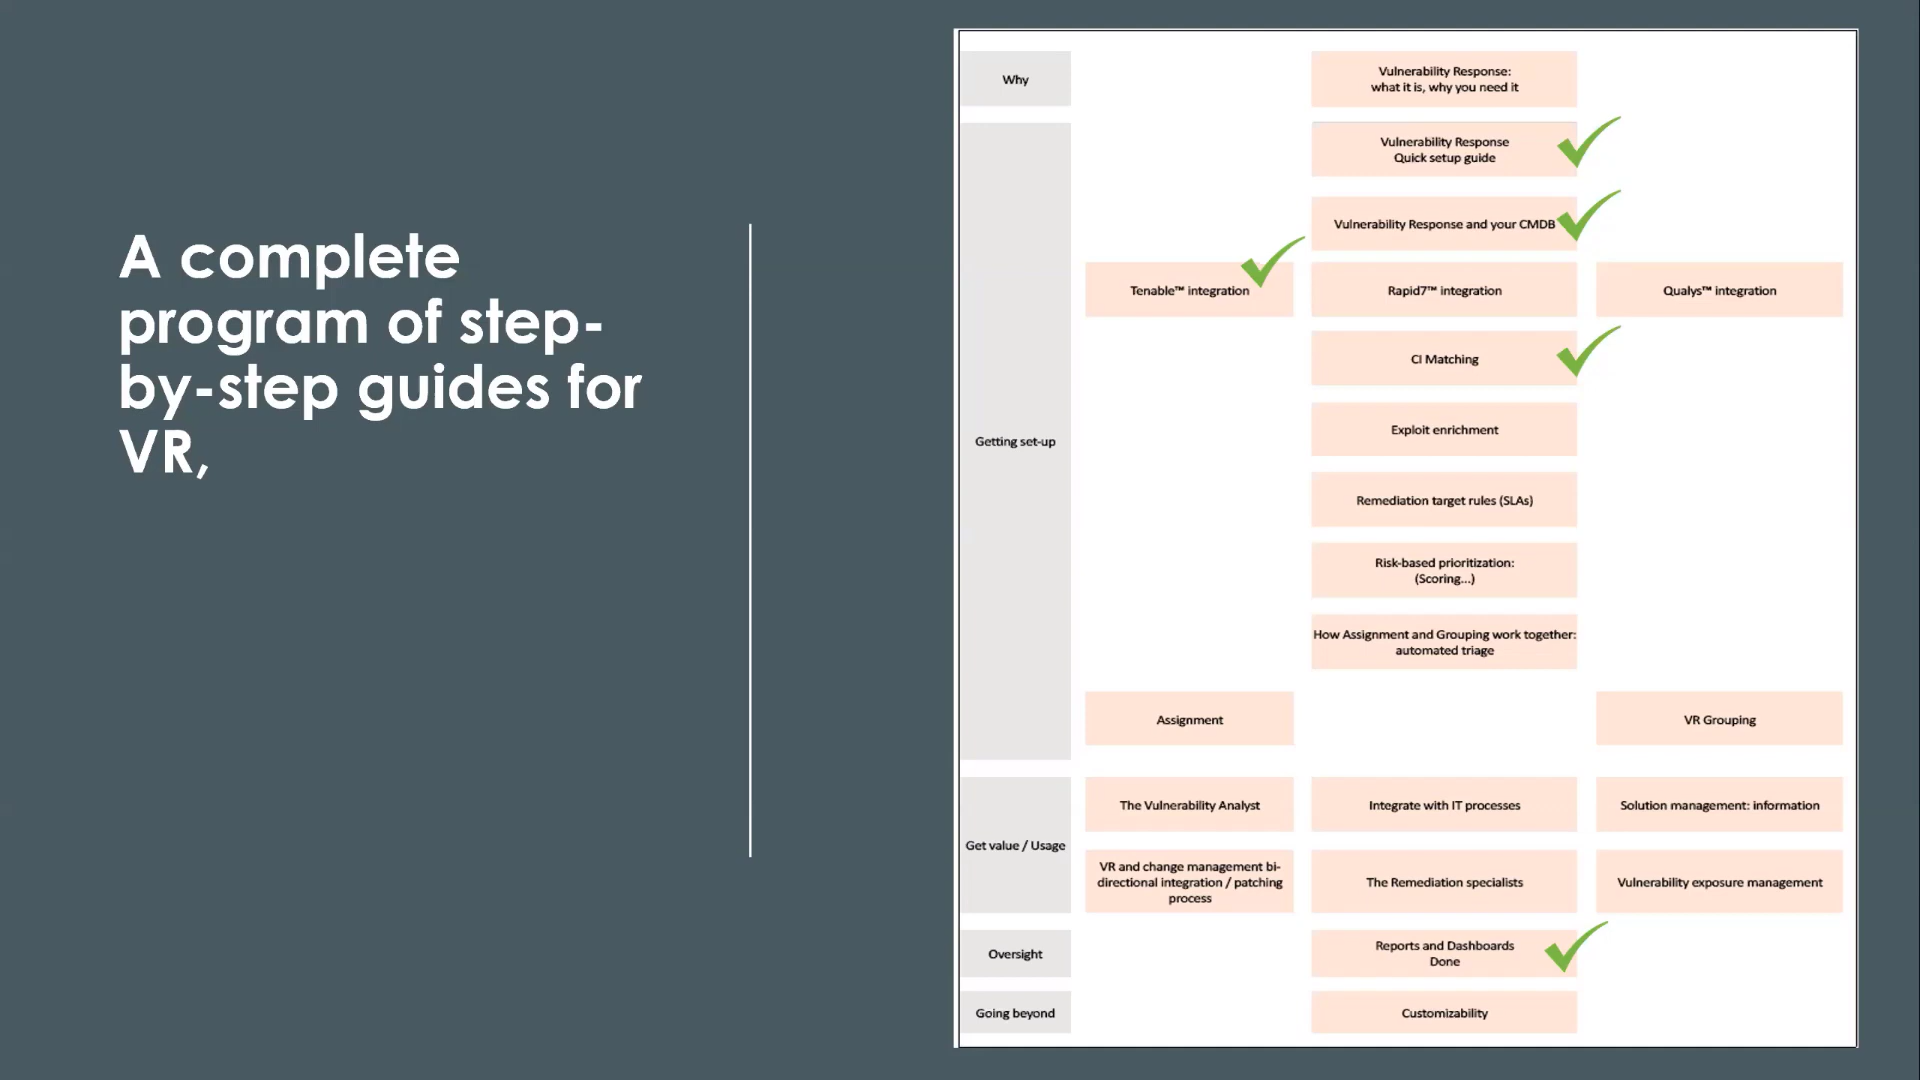 A complete
program of step-
by-step guides for
VR,
Why
Vulnerability Response:
what it is, why you need it
Vulnerability Response
Quick setup guide
Vulnerability Response and your CMDB
Tenable™ integration
Rapid7™ integration
Qualys™ integration
CI Matching
Exploit enrichment
Getting set-up
Remediation target rules (SLAs)
Risk-based prioritization:
(Scoring...)
How Assignment and Grouping work together:
automated triage
Assignment
VR Grouping
The Vulnerability Analyst
Integrate with IT processes
Solution management: information
Get value / Usage
VR and change management bi-
directional integration / patching
process
The Remediation specialists
Vulnerability exposure management
Oversight
Reports and Dashboards
Done
Going beyond
Customizability